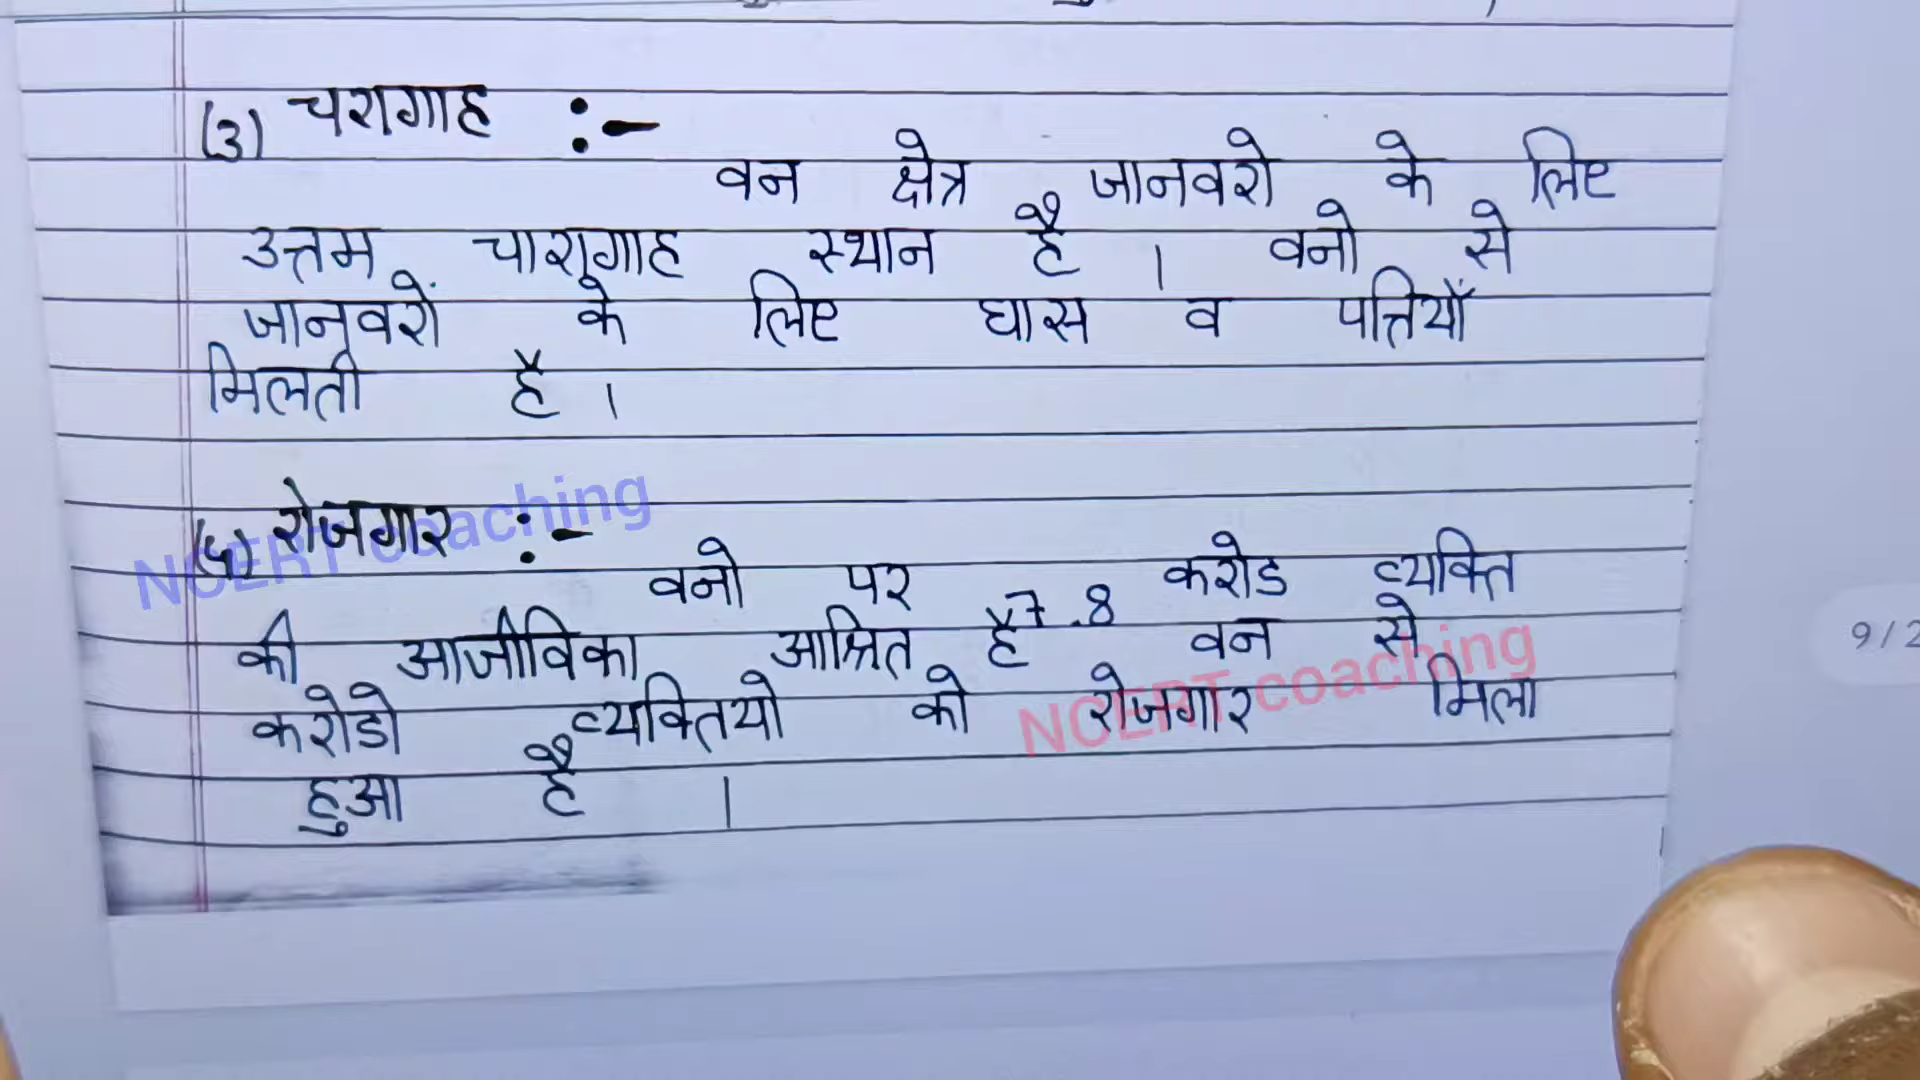 (3) चरागाह :-
वन क्षेत्र जानवरो के लिए
उत्तम चारागाह स्थान है । वनो से
जानवरों के लिए घास व पत्तियाँ
मिलती है ।
NCERT coaching
(4) रोजगार :-
वनो पर 7.8 करोड व्यक्ति
की आजीविका आश्रित है वन से
NCERT coaching
करोडो व्यक्तियो को रोजगार मिला
हुआ है ।
9/2